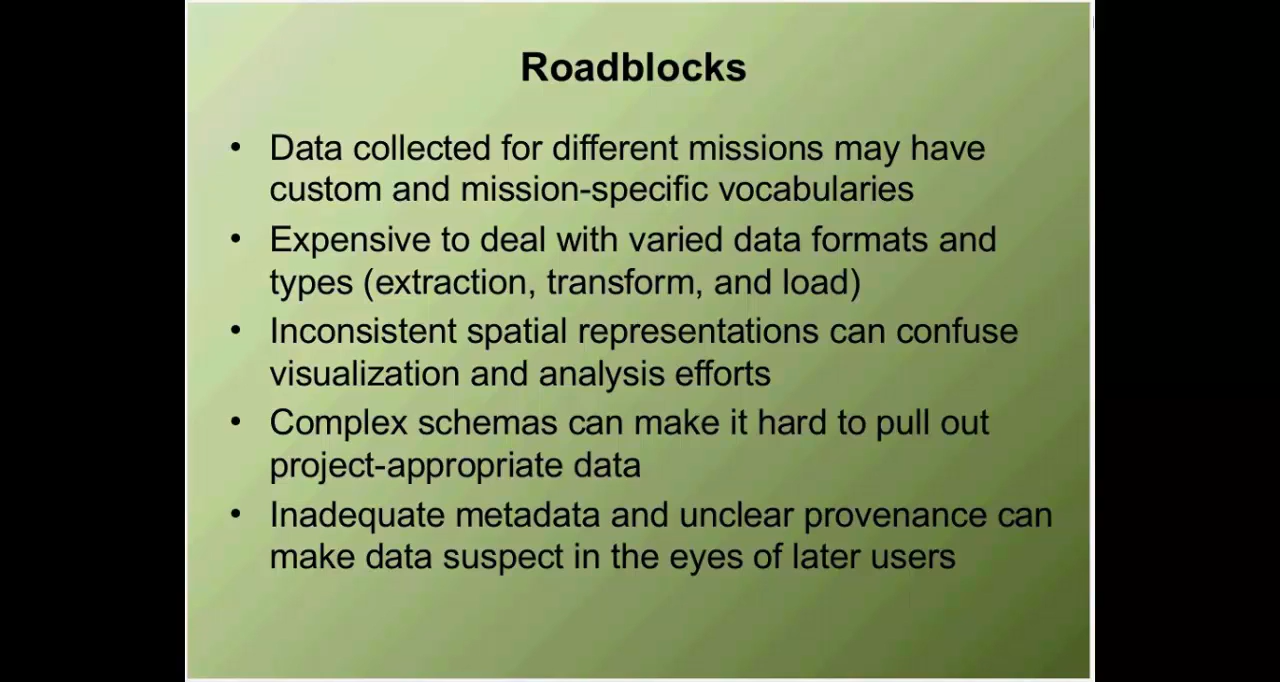 Roadblocks
• Data collected for different missions may have
custom and mission-specific vocabularies
• Expensive to deal with varied data formats and
types (extraction, transform, and load)
• Inconsistent spatial representations can confuse
visualization and analysis efforts
• Complex schemas can make it hard to pull out
project-appropriate data
• Inadequate metadata and unclear provenance can
make data suspect in the eyes of later users